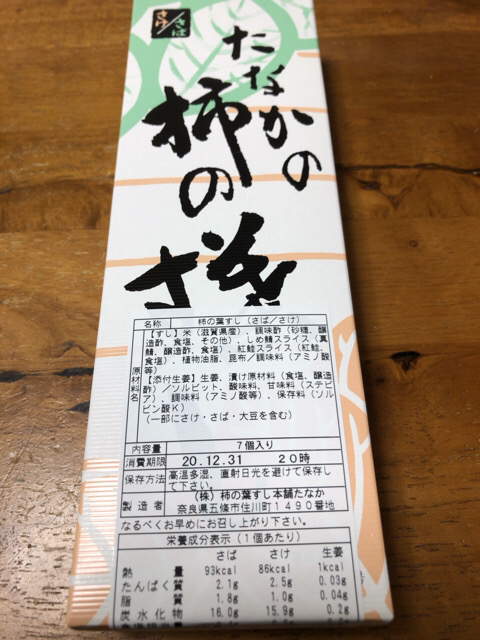 さけ/さば
たなかの
柿の
葉
す
名称 柿の葉すし(さば/さけ)
原材料名
【すし】米(滋賀県産)、調味酢(砂糖、醸
造酢、食塩、その他)、しめ鯖スライス(真
鯖、醸造酢、食塩)、紅鮭スライス(紅鮭、
食塩)、植物油脂、昆布/調味料(アミノ酸
等)
【添付生姜】生姜、漬け原材料(食塩、醸造
酢)/ソルビット、酸味料、甘味料(ステビ
ア)、調味料(アミノ酸等)、保存料(ソル
ビン酸K)
(一部にさけ・さば・大豆を含む)
内容量 7個入り
消費期限 20.12.31 20時
保存方法 高温多湿、直射日光を避けて保存し
て下さい。
製造者 (株)柿の葉すし本舗たなか
奈良県五條市住川町1490番地
なるべくお早めにお召し上がり下さい。
栄養成分表示(1個あたり)
さば さけ 生姜
熱量 93kcal 86kcal 1kcal
たんぱく質 2.1g 2.5g 0.03g
脂質 1.8g 1.0g 0.04g
炭水化物 16.0g 15.9g 0.2g